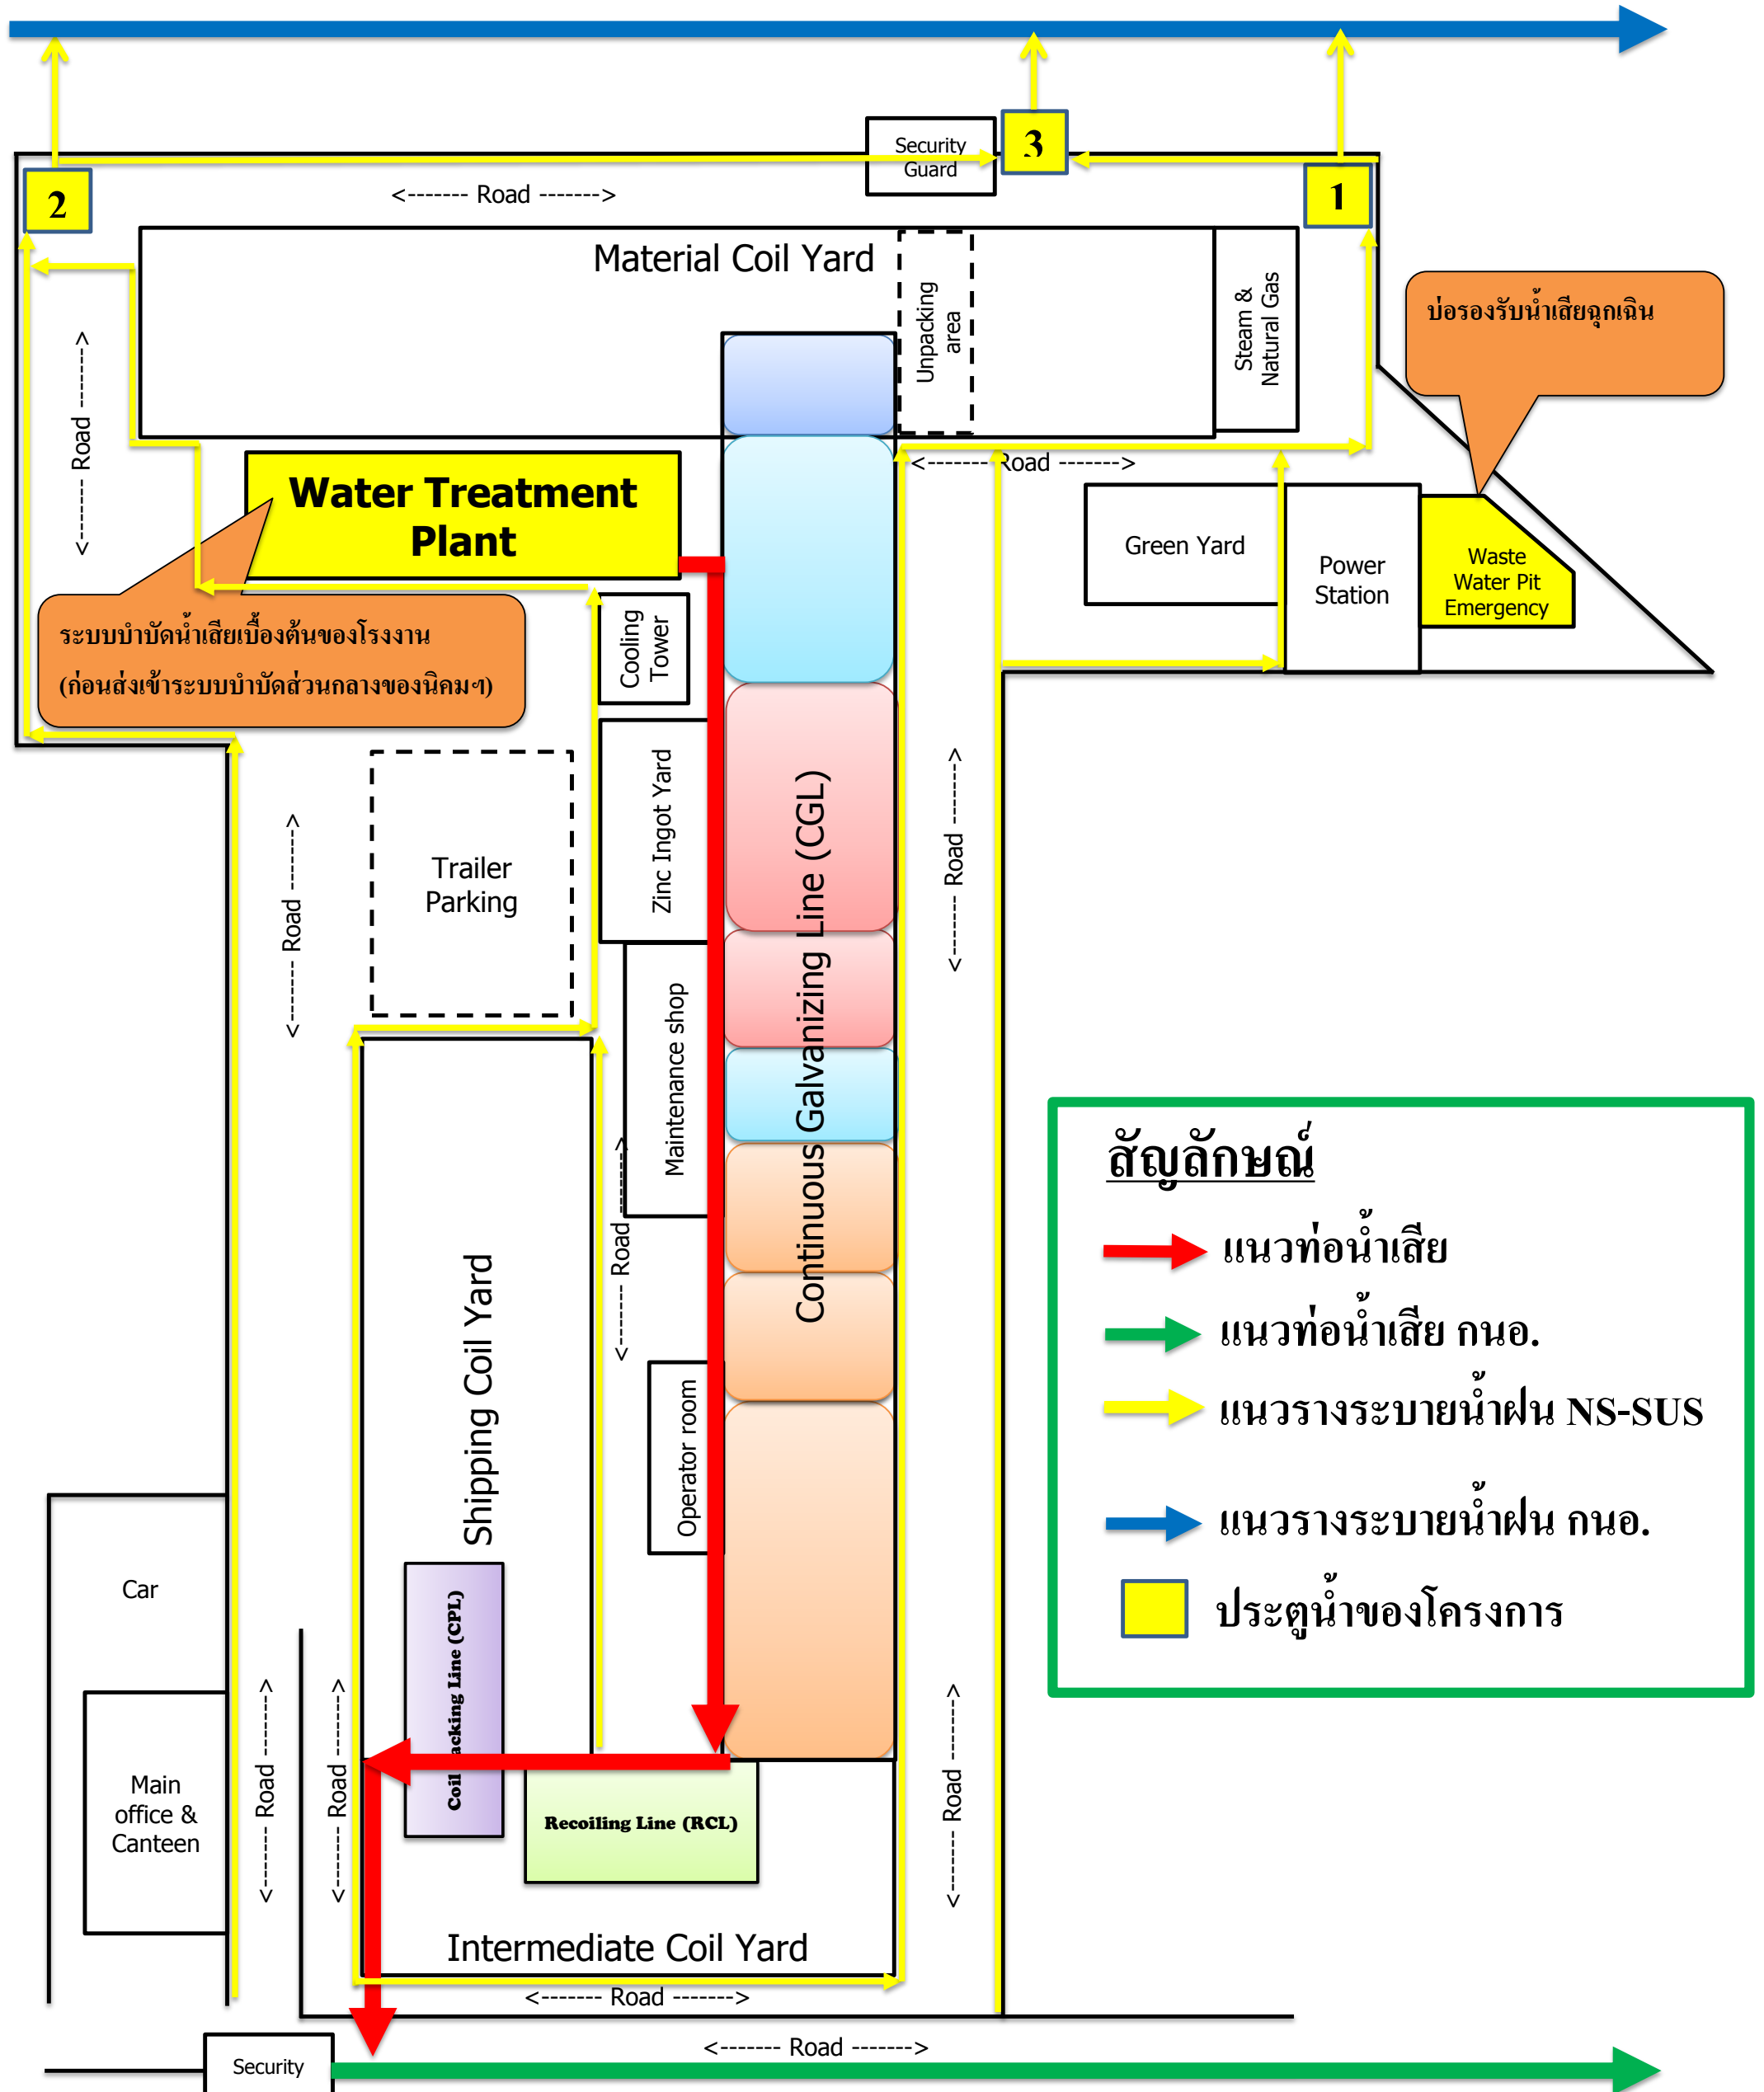 3
Security
Guard
2
<------- Road ------->
1
Material Coil Yard
Unpacking
area
Steam &
Natural Gas
บ่อรองรับน้ำเสียฉุกเฉิน
<------- Road ------->
<------- Road ------->
Water Treatment
Plant
Green Yard
Power
Station
Waste
Water Pit
Emergency
ระบบบำบัดน้ำเสียเบื้องต้นของโรงงาน
(ก่อนส่งเข้าระบบบำบัดส่วนกลางของนิคมฯ)
Cooling
Tower
Zinc Ingot Yard
Continuous Galvanizing Line (CGL)
<------- Road ------->
<------- Road ------->
Trailer
Parking
Maintenance shop
<------- Road ------->
Shipping Coil Yard
Operator room
สัญลักษณ์
แนวท่อน้ำเสีย
แนวท่อน้ำเสีย กนอ.
แนวรางระบายน้ำฝน NS-SUS
แนวรางระบายน้ำฝน กนอ.
ประตูน้ำของโครงการ
Car
Coil Packing Line (CPL)
Main
office &
Canteen
<------- Road ------->
<------- Road ------->
<------- Road ------->
Recoiling Line (RCL)
Intermediate Coil Yard
<------- Road ------->
<------- Road ------->
Security